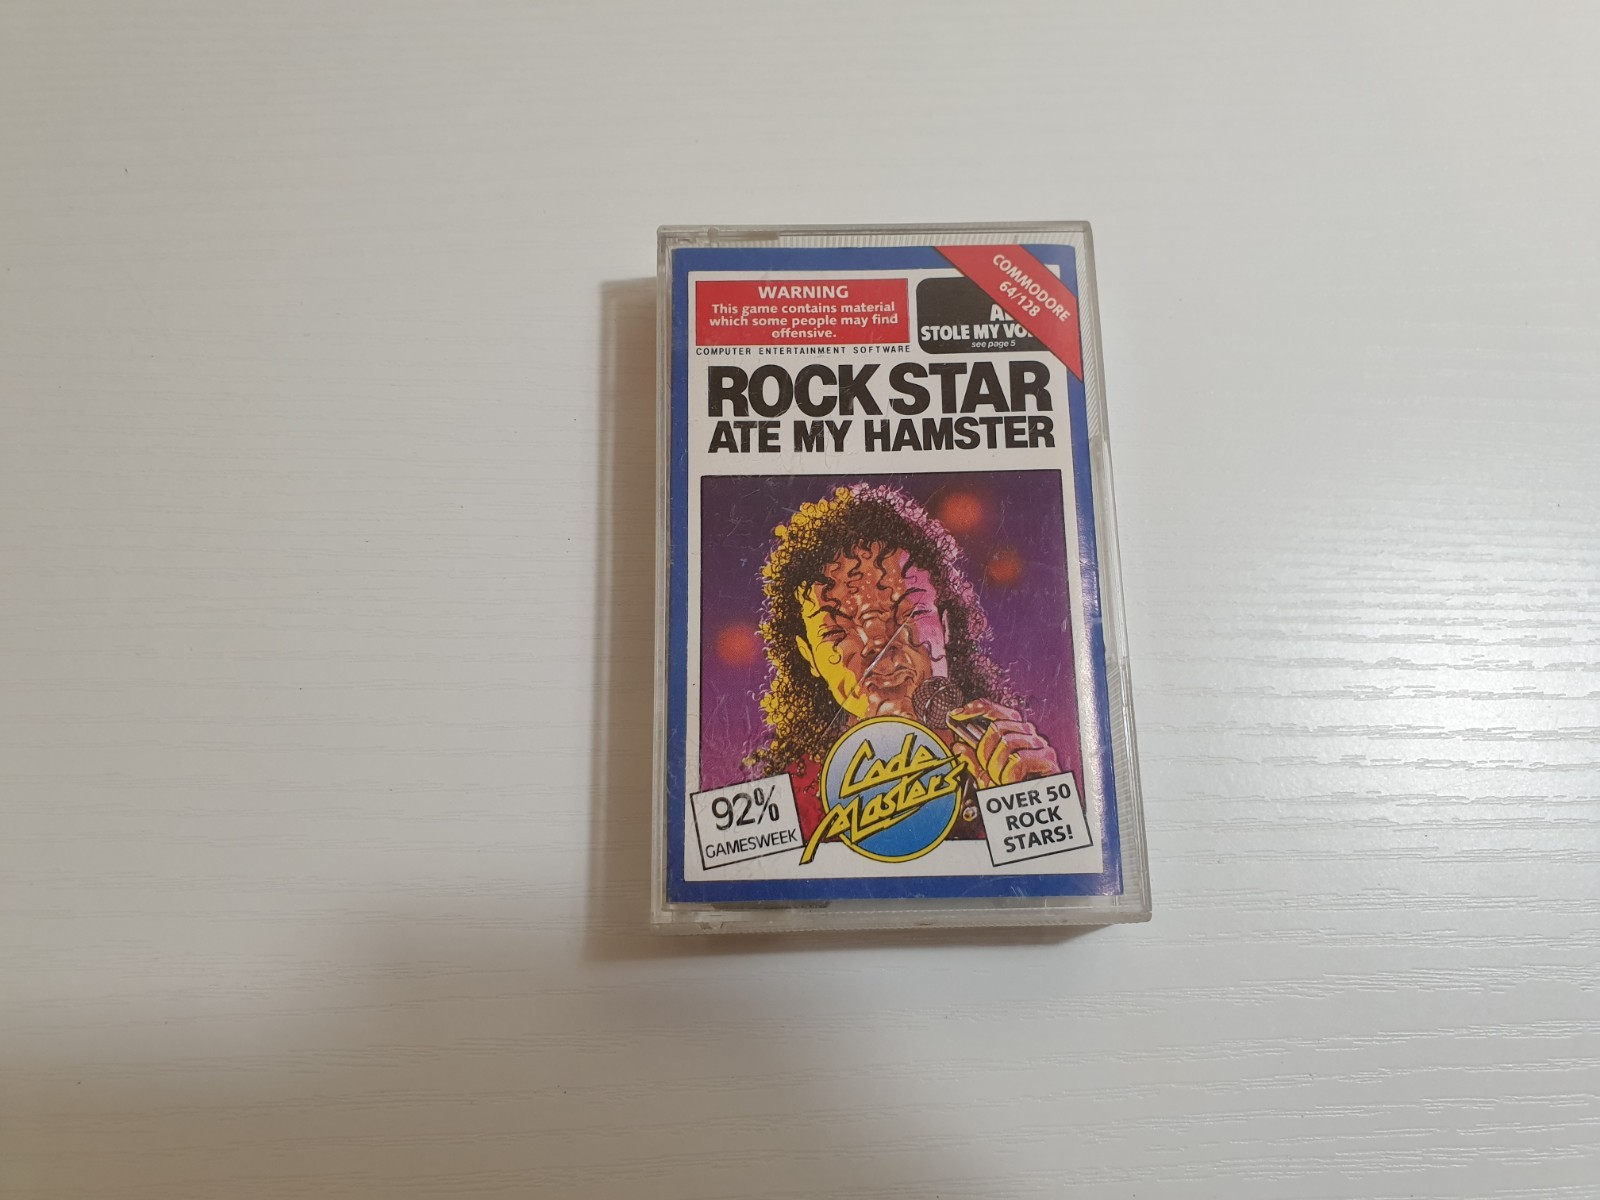 WARNING
This game contains material
which some people may find
offensive.
COMPUTER ENTERTAINMENT SOFTWARE
STOLE MY
see page 5
COMMODORE
64/128
ROCK STAR
ATE MY HAMSTER
Code
Masters
92%
GAMESWEEK
OVER 50
ROCK
STARS!